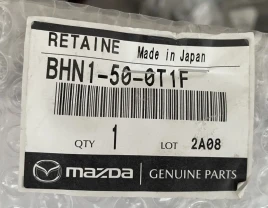 RETAINE Made in Japan
BHN1-50-0T1F
QTY 1 LOT 2A08
mazda GENUINE PARTS